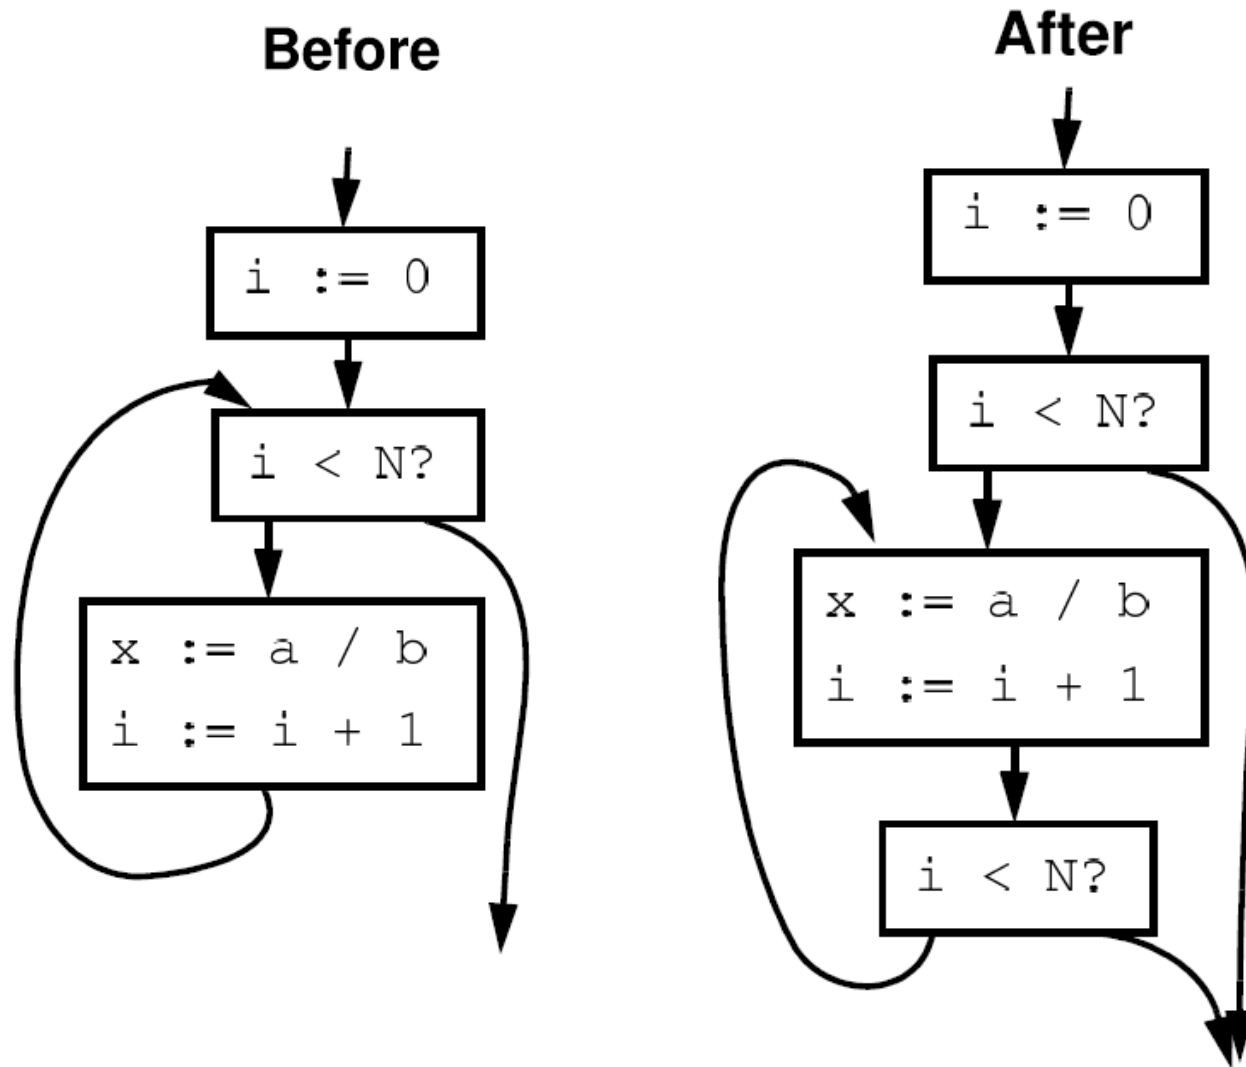 Before
i := 0
i < N?
x := a / b
i := i + 1
After
i := 0
i < N?
x := a / b
i := i + 1
i < N?